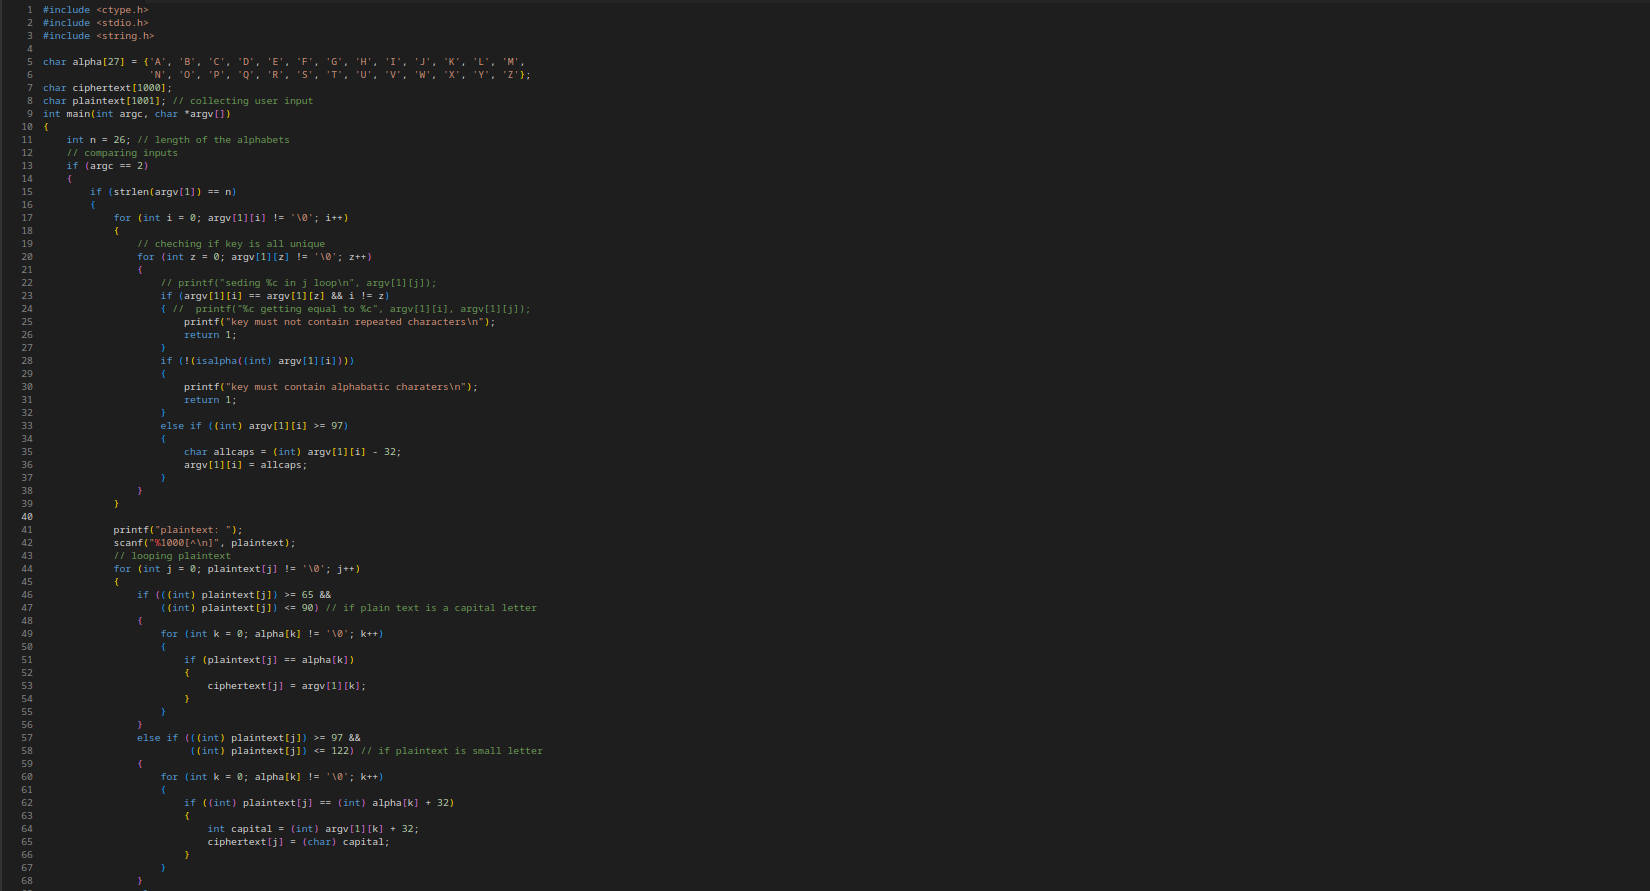 1 #include <ctype.h>
2 #include <stdio.h>
3 #include <string.h>
4
5 char alpha[27] = {'A', 'B', 'C', 'D', 'E', 'F', 'G', 'H', 'I', 'J', 'K', 'L', 'M',
6                   'N', 'O', 'P', 'Q', 'R', 'S', 'T', 'U', 'V', 'W', 'X', 'Y', 'Z'};
7 char ciphertext[1000];
8 char plaintext[1001]; // collecting user input
9 int main(int argc, char *argv[])
10 {
11     int n = 26; // length of the alphabets
12     // comparing inputs
13     if (argc == 2)
14     {
15         if (strlen(argv[1]) == n)
16         {
17             for (int i = 0; argv[1][i] != '\0'; i++)
18             {
19                 // cheching if key is all unique
20                 for (int z = 0; argv[1][z] != '\0'; z++)
21                 {
22                     // printf("seding %c in j loop\n", argv[1][j]);
23                     if (argv[1][i] == argv[1][z] && i != z)
24                     { //  printf("%c getting equal to %c", argv[1][i], argv[1][j]);
25                         printf("key must not contain repeated characters\n");
26                         return 1;
27                     }
28                     if (!(isalpha((int) argv[1][i])))
29                     {
30                         printf("key must contain alphabatic charaters\n");
31                         return 1;
32                     }
33                     else if ((int) argv[1][i] >= 97)
34                     {
35                         char allcaps = (int) argv[1][i] - 32;
36                         argv[1][i] = allcaps;
37                     }
38                 }
39             }
40
41             printf("plaintext: ");
42             scanf("%1000[^\n]", plaintext);
43             // looping plaintext
44             for (int j = 0; plaintext[j] != '\0'; j++)
45             {
46                 if (((int) plaintext[j]) >= 65 &&
47                     ((int) plaintext[j]) <= 90) // if plain text is a capital letter
48                 {
49                     for (int k = 0; alpha[k] != '\0'; k++)
50                     {
51                         if (plaintext[j] == alpha[k])
52                         {
53                             ciphertext[j] = argv[1][k];
54                         }
55                     }
56                 }
57                 else if (((int) plaintext[j]) >= 97 &&
58                          ((int) plaintext[j]) <= 122) // if plaintext is small letter
59                 {
60                     for (int k = 0; alpha[k] != '\0'; k++)
61                     {
62                         if ((int) plaintext[j] == (int) alpha[k] + 32)
63                         {
64                             int capital = (int) argv[1][k] + 32;
65                             ciphertext[j] = (char) capital;
66                         }
67                     }
68                 }